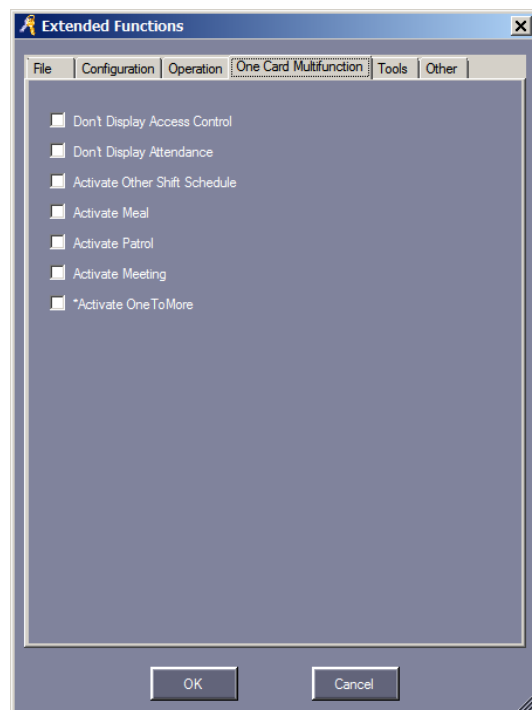 Extended Functions
File Configuration Operation One Card Multifunction Tools Other
Don't Display Access Control
Don't Display Attendance
Activate Other Shift Schedule
Activate Meal
Activate Patrol
Activate Meeting
*Activate OneToMore
OK Cancel